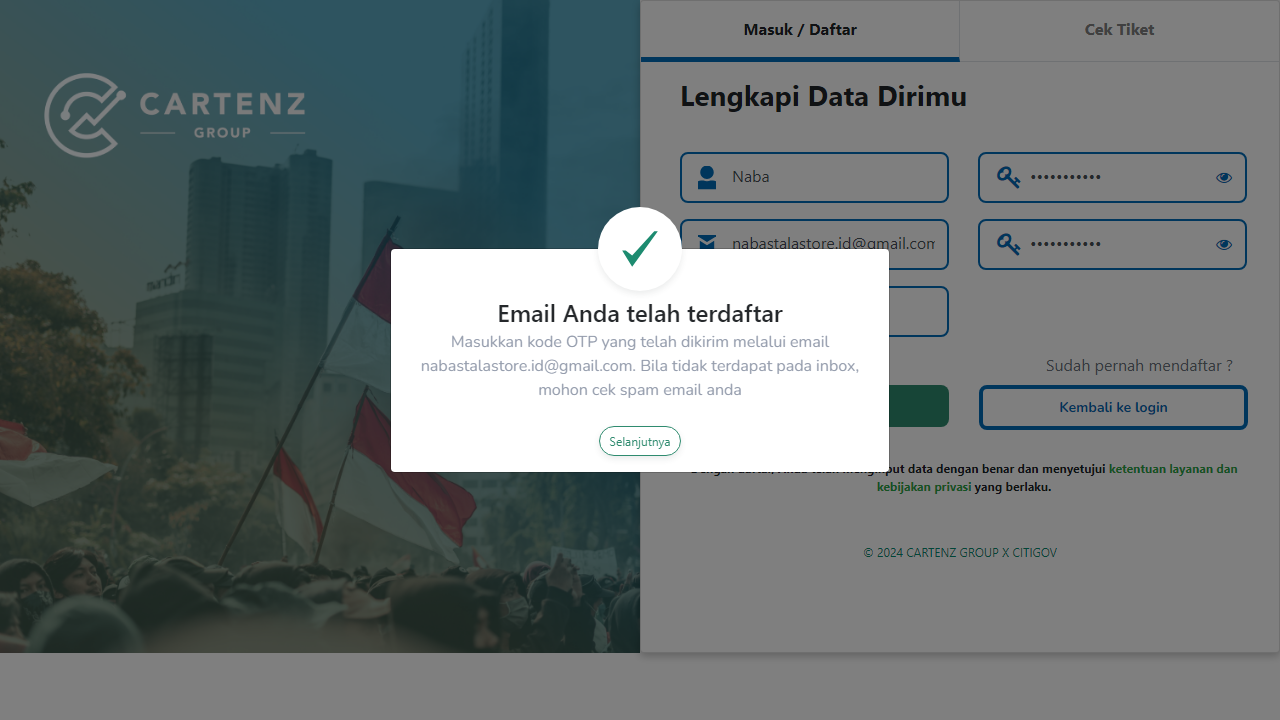 CARTENZ
GROUP
Masuk / Daftar
Cek Tiket
Lengkapi Data Dirimu
Naba
•••••••••••
nabastalastore.id@gmail.com
•••••••••••
Email Anda telah terdaftar
Masukkan kode OTP yang telah dikirim melalui email
nabastalastore.id@gmail.com. Bila tidak terdapat pada inbox,
mohon cek spam email anda
Selanjutnya
Sudah pernah mendaftar ?
Kembali ke login
Dengan daftar, Anda telah menginput data dengan benar dan menyetujui ketentuan layanan dan
kebijakan privasi yang berlaku.
© 2024 CARTENZ GROUP X CITIGOV